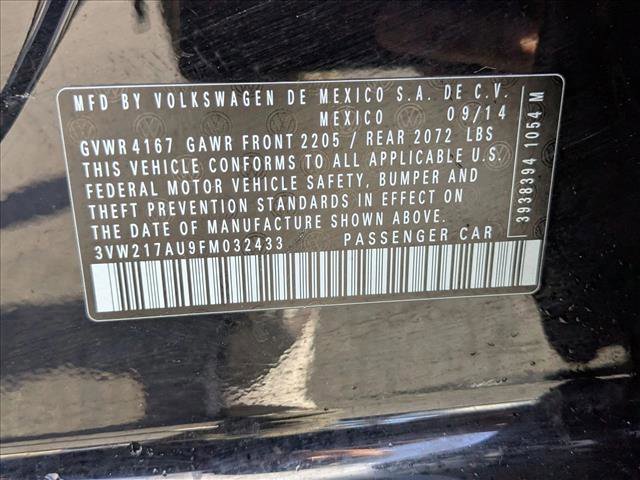 MFD BY VOLKSWAGEN DE MEXICO S.A. DE C.V.
MEXICO 09/14
GVWR 4167 GAWR FRONT 2205 / REAR 2072 LBS
THIS VEHICLE CONFORMS TO ALL APPLICABLE U.S.
FEDERAL MOTOR VEHICLE SAFETY, BUMPER AND
THEFT PREVENTION STANDARDS IN EFFECT ON
THE DATE OF MANUFACTURE SHOWN ABOVE.
3VW217AU9FM032433 PASSENGER CAR
3938394 1054 M